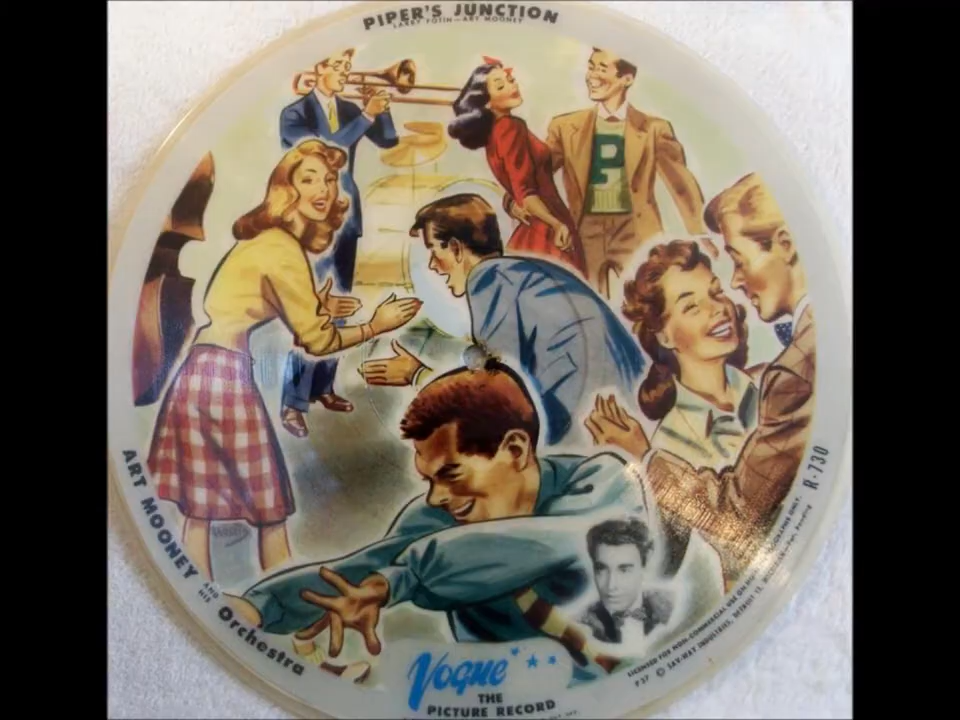 PIPER'S JUNCTION
LARRY FOTIN—ART MOONEY
P
ART MOONEY AND HIS Orchestra
Vogue
THE
PICTURE RECORD
R-730
LICENSED FOR NON-COMMERCIAL USE ON
ONLY.
© SAV-WAY INDUSTRIES, DETROIT